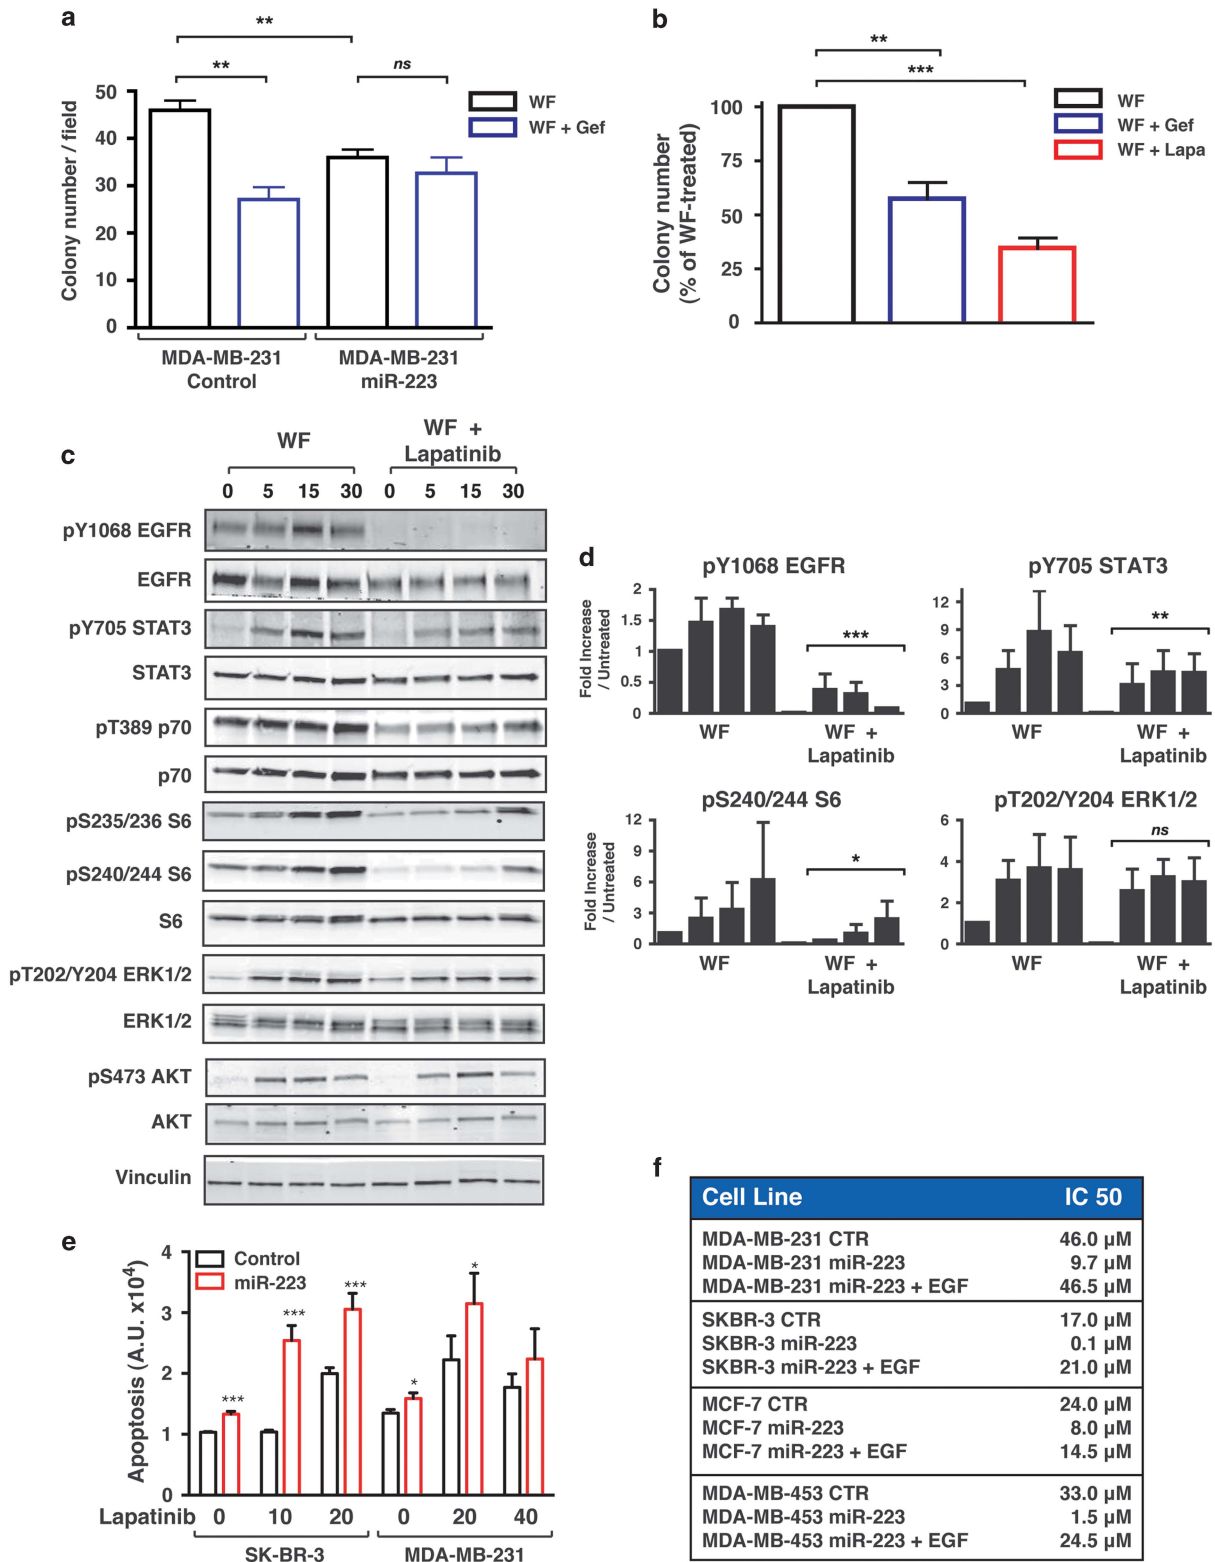 a
**
**
ns
50
40
30
20
10
0
Colony number / field
WF
WF + Gef
MDA-MB-231
Control
MDA-MB-231
miR-223
b
**
***
100
75
50
25
0
Colony number
(% of WF-treated)
WF
WF + Gef
WF + Lapa
c
WF
WF +
Lapatinib
0 5 15 30 0 5 15 30
pY1068 EGFR
EGFR
pY705 STAT3
STAT3
pT389 p70
p70
pS235/236 S6
pS240/244 S6
S6
pT202/Y204 ERK1/2
ERK1/2
pS473 AKT
AKT
Vinculin
d
pY1068 EGFR
Fold Increase
/ Untreated
2
1.5
1
0.5
0
***
WF
WF +
Lapatinib
pY705 STAT3
12
9
6
3
0
**
WF
WF +
Lapatinib
pS240/244 S6
Fold Increase
/ Untreated
12
9
6
3
0
*
WF
WF +
Lapatinib
pT202/Y204 ERK1/2
6
4
2
0
ns
WF
WF +
Lapatinib
e
Apoptosis (A.U. x10⁴)
4
3
2
1
0
Control
miR-223
***
***
***
*
*
Lapatinib 0 10 20 0 20 40
SK-BR-3
MDA-MB-231
f
Cell Line IC 50
MDA-MB-231 CTR 46.0 µM
MDA-MB-231 miR-223 9.7 µM
MDA-MB-231 miR-223 + EGF 46.5 µM
SKBR-3 CTR 17.0 µM
SKBR-3 miR-223 0.1 µM
SKBR-3 miR-223 + EGF 21.0 µM
MCF-7 CTR 24.0 µM
MCF-7 miR-223 8.0 µM
MCF-7 miR-223 + EGF 14.5 µM
MDA-MB-453 CTR 33.0 µM
MDA-MB-453 miR-223 1.5 µM
MDA-MB-453 miR-223 + EGF 24.5 µM